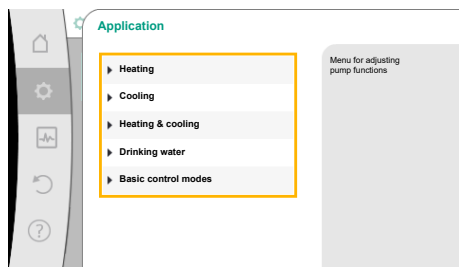 Application
Heating
Cooling
Heating & cooling
Drinking water
Basic control modes
Menu for adjusting
pump functions
?